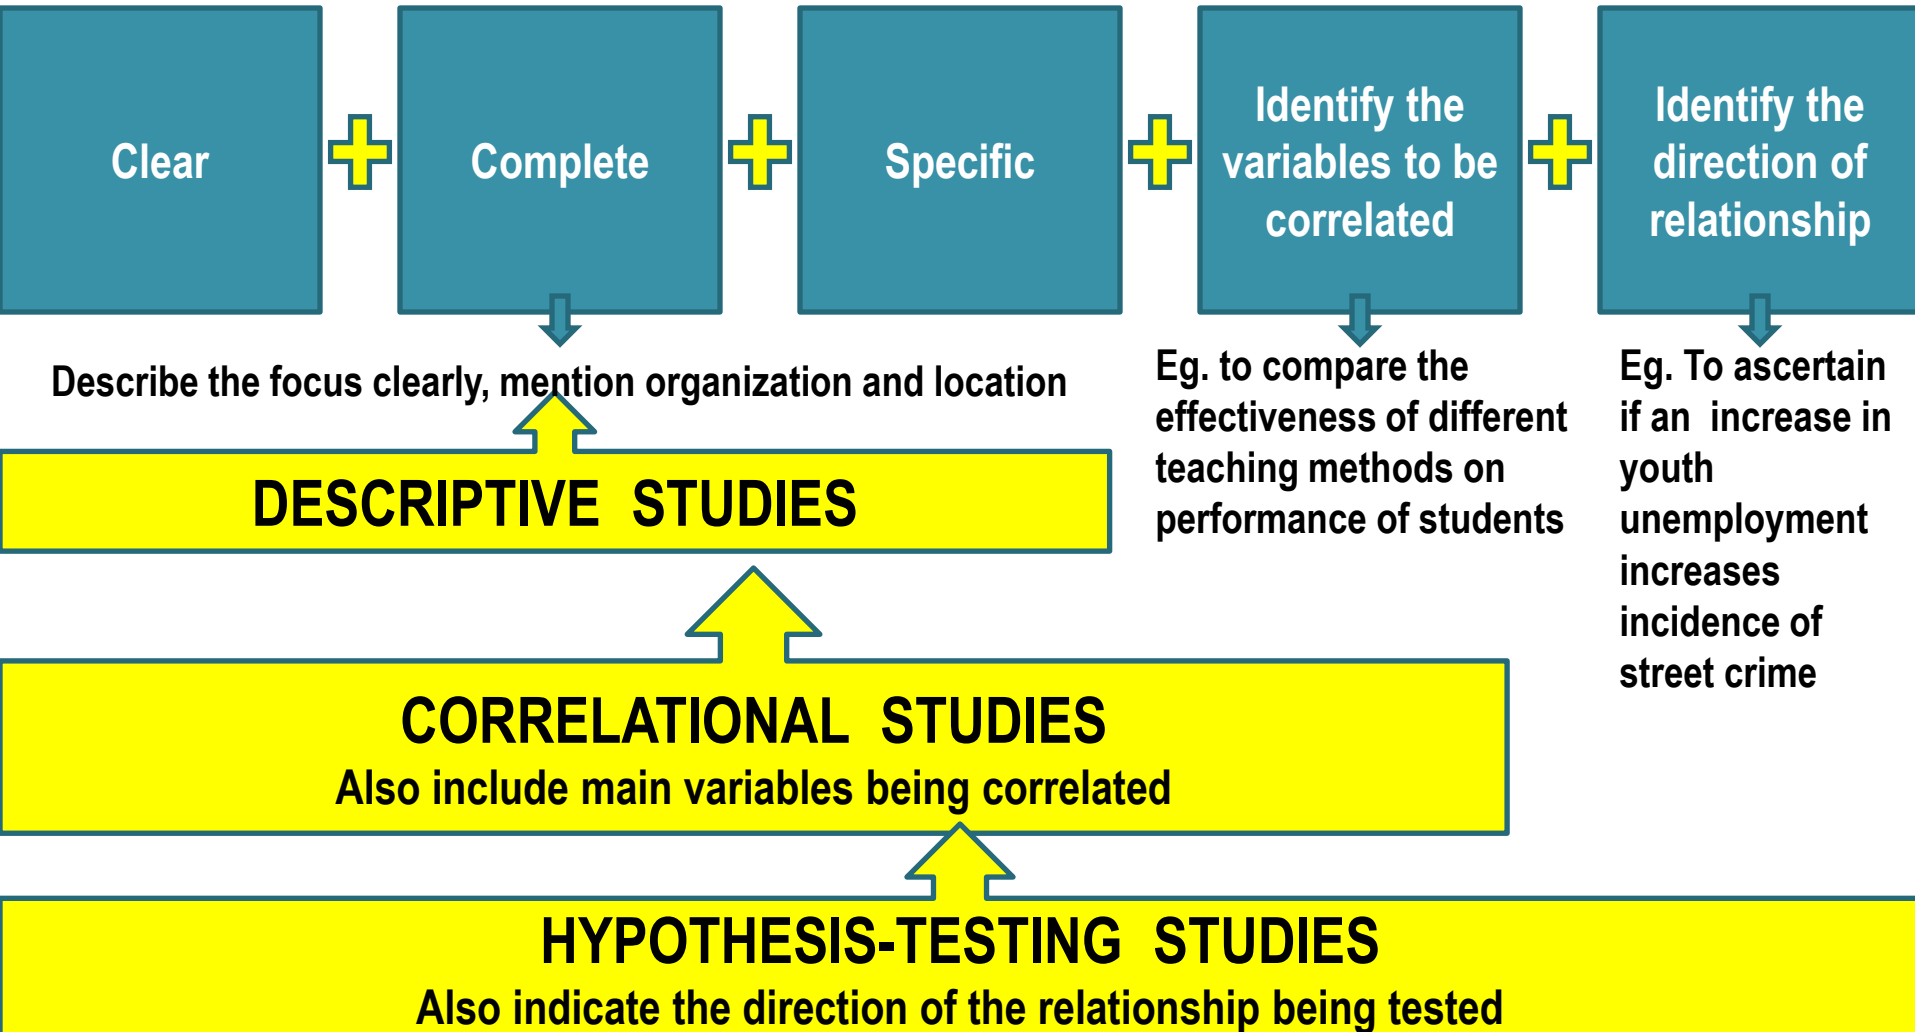 Clear
Complete
Specific
Identify the
variables to be
correlated
Identify the
direction of
relationship
Describe the focus clearly, mention organization and location
Eg. to compare the
effectiveness of different
teaching methods on
performance of students
Eg. To ascertain
if an  increase in
youth
unemployment
increases
incidence of
street crime
DESCRIPTIVE  STUDIES
CORRELATIONAL  STUDIES
Also include main variables being correlated
HYPOTHESIS-TESTING  STUDIES
Also indicate the direction of the relationship being tested